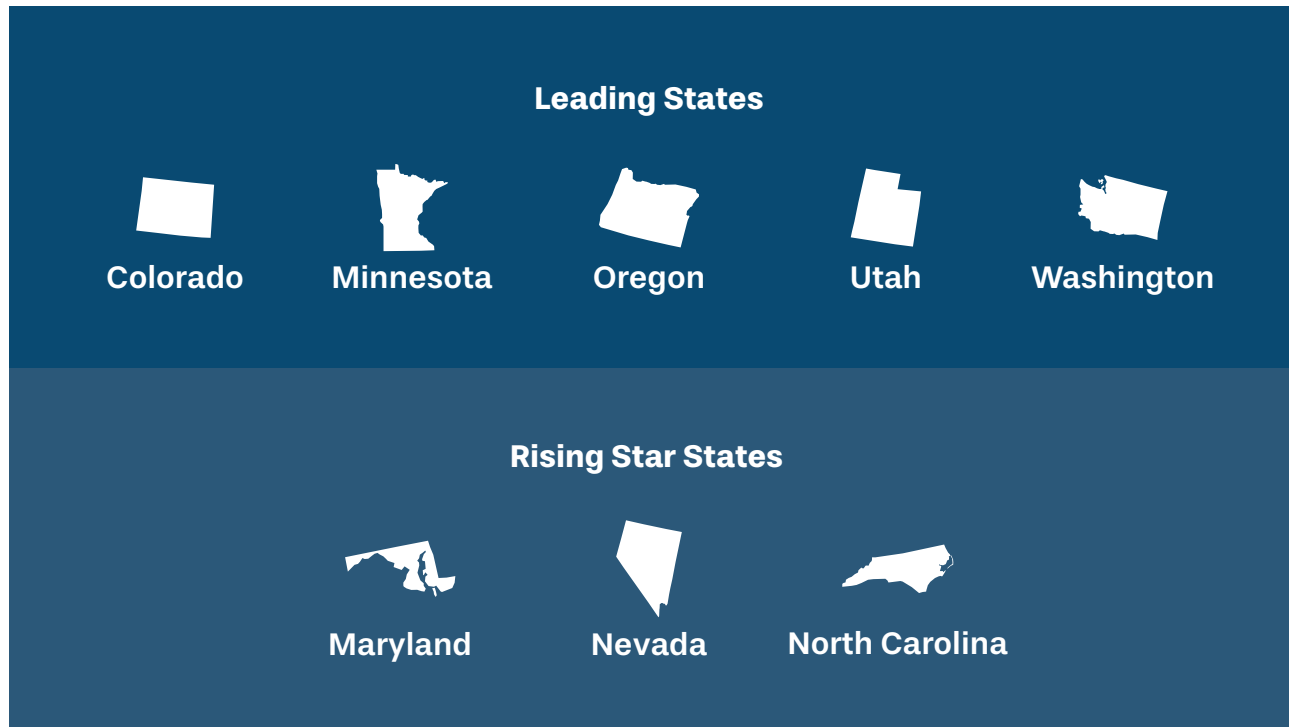 Leading States
Colorado Minnesota Oregon Utah Washington
Rising Star States
Maryland Nevada North Carolina